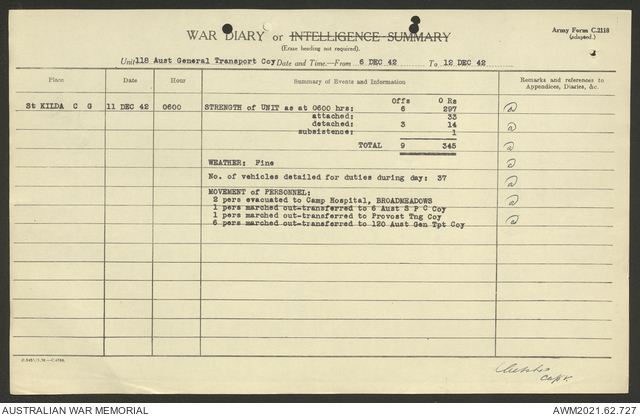 WAR DIARY or INTELLIGENCE SUMMARY
(Erase heading not required).
Army Form C.2118
(adapted.)
Unit 118 Aust General Transport Coy Date and Time.—From 6 DEC 42 To 12 DEC 42
Place Date Hour Summary of Events and Information Remarks and references to
Appendices, Diaries, &c.
Offs O Rs
St KILDA C G 11 DEC 42 0600 STRENGTH of UNIT as at 0600 hrs: 6 297
attached: 33
detached: 3 14
subsistence: 1
TOTAL 9 345
WEATHER: Fine
No. of vehicles detailed for duties during day: 37
MOVEMENT of PERSONNEL:
2 pers evacuated to Camp Hospital, BROADMEADOWS
1 pers marched out-transferred to 6 Aust S P C Coy
1 pers marched out-transferred to Provost Tng Coy
6 pers marched out-transferred to 120 Aust Gen Tpt Coy
Capt.
AUSTRALIAN WAR MEMORIAL AWM2021.62.727